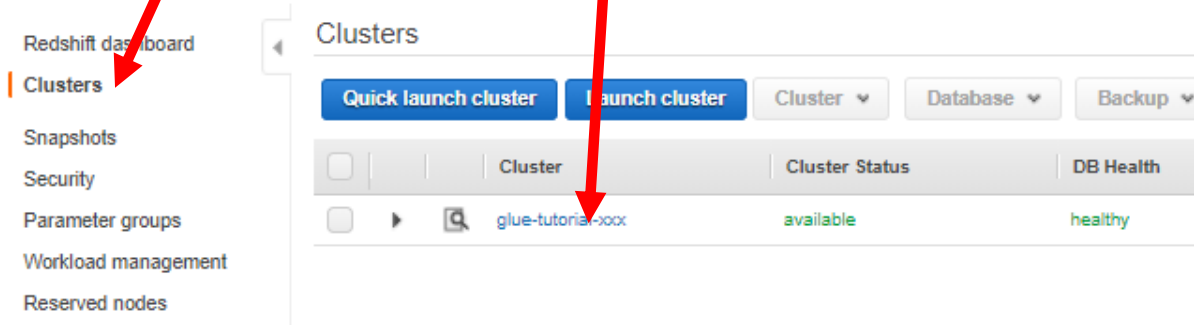 Redshift dashboard
Clusters
Snapshots
Security
Parameter groups
Workload management
Reserved nodes
Clusters
Quick launch cluster Launch cluster Cluster Database Backup
Cluster Cluster Status DB Health
glue-tutorial-xxx available healthy